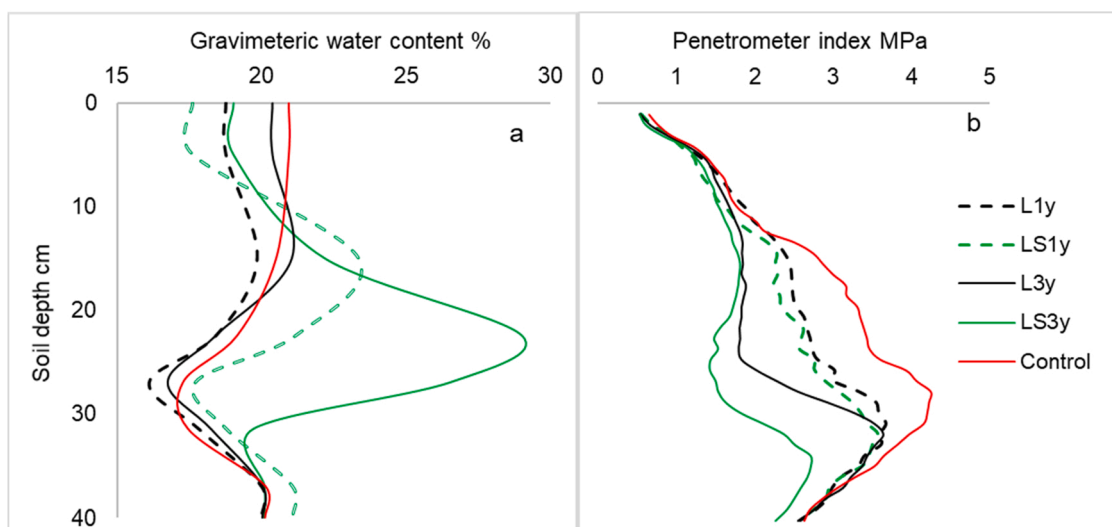 Gravimeteric water content %
15 20 25 30
0
10
20
30
40
Soil depth cm
a
Penetrometer index MPa
0 1 2 3 4 5
b
L1y
LS1y
L3y
LS3y
Control